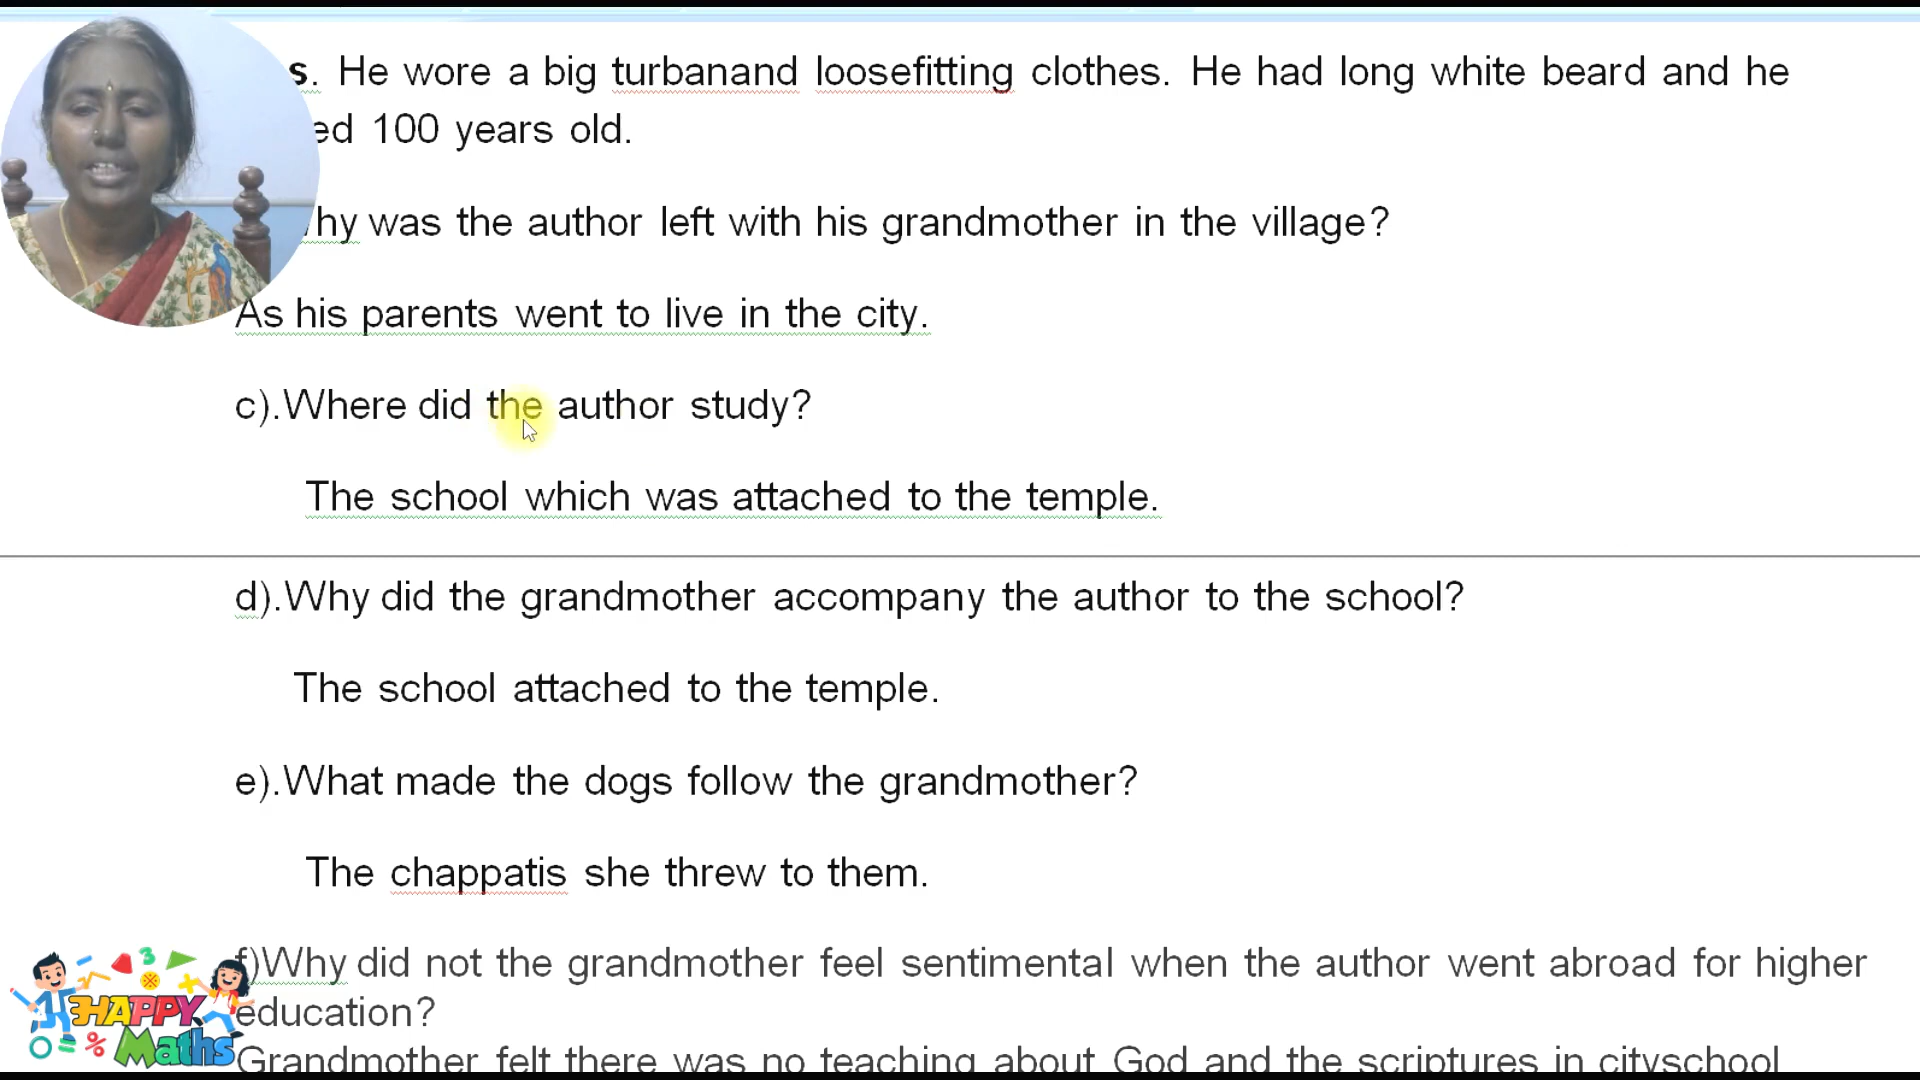 s. He wore a big turbanand loosefitting clothes. He had long white beard and he
ed 100 years old.
hy was the author left with his grandmother in the village?
As his parents went to live in the city.
c).Where did the author study?
The school which was attached to the temple.
d).Why did the grandmother accompany the author to the school?
The school attached to the temple.
e).What made the dogs follow the grandmother?
The chappatis she threw to them.
f)Why did not the grandmother feel sentimental when the author went abroad for higher
education?
Grandmother felt there was no teaching about God and the scriptures in cityschool
3
HAPPY
%
Maths